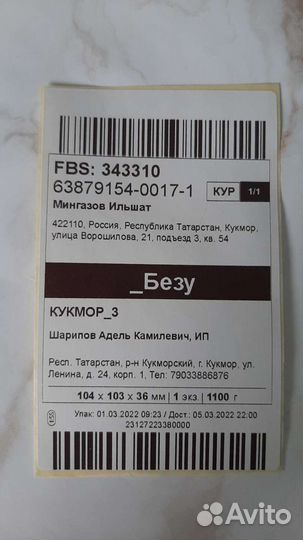 FBS: 343310
63879154-0017-1 КУР 1/1
Мингазов Ильшат
422110, Россия, Республика Татарстан, Кукмор,
улица Ворошилова, 21, подъезд 3, кв. 54
_Безу
КУКМОР_3
Шарипов Адель Камилевич, ИП
Респ. Татарстан, р-н Кукморский, г. Кукмор, ул.
Ленина, д. 24, корп. 1, Тел: 79033886876
104 x 103 x 36 мм | 1 экз. | 1100 г
Упак: 01.03.2022 09:23 / Дост: 05.03.2022 22:00
23127223380000
Avito